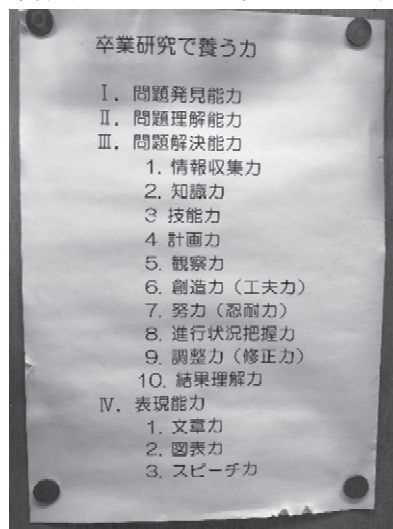 卒業研究で養う力
Ⅰ. 問題発見能力
Ⅱ. 問題理解能力
Ⅲ. 問題解決能力
1. 情報収集力
2. 知識力
3 技能力
4 計画力
5. 観察力
6. 創造力（工夫力）
7. 努力（忍耐力）
8. 進行状況把握力
9. 調整力（修正力）
10. 結果理解力
Ⅳ. 表現能力
1. 文章力
2. 図表力
3. スピーチ力